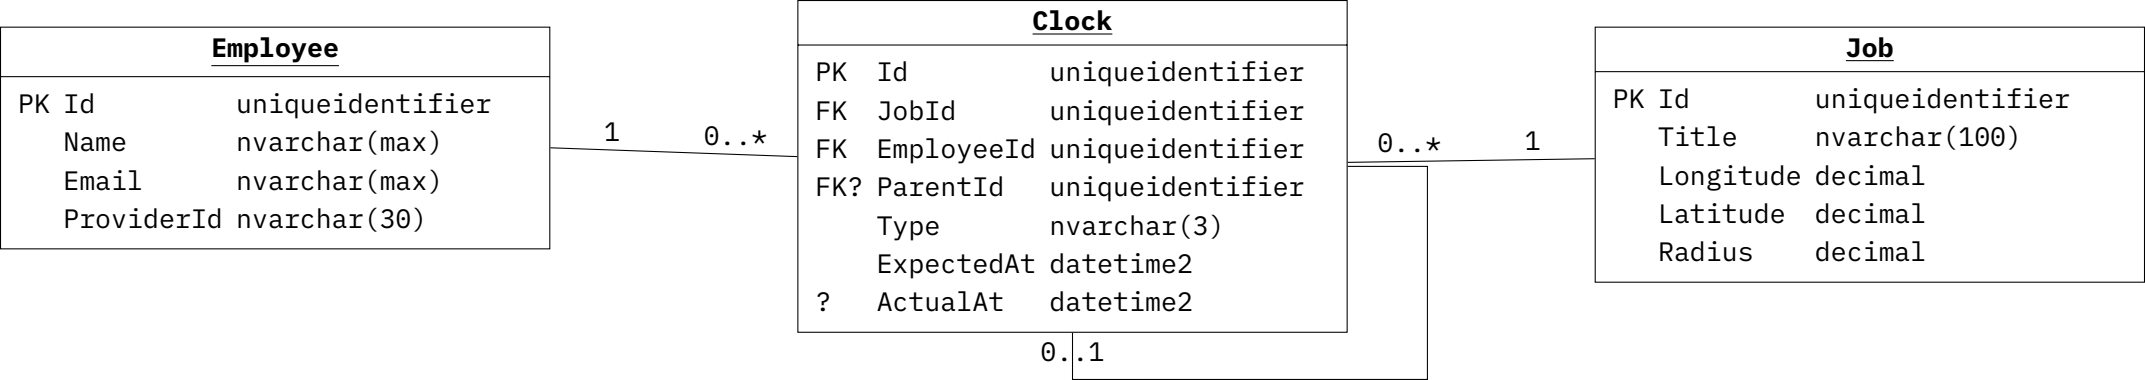 Employee
PK Id uniqueidentifier
Name nvarchar(max)
Email nvarchar(max)
ProviderId nvarchar(30)
1
0..*
Clock
PK Id uniqueidentifier
FK JobId uniqueidentifier
FK EmployeeId uniqueidentifier
FK? ParentId uniqueidentifier
Type nvarchar(3)
ExpectedAt datetime2
? ActualAt datetime2
0..1
0..*
1
Job
PK Id uniqueidentifier
Title nvarchar(100)
Longitude decimal
Latitude decimal
Radius decimal